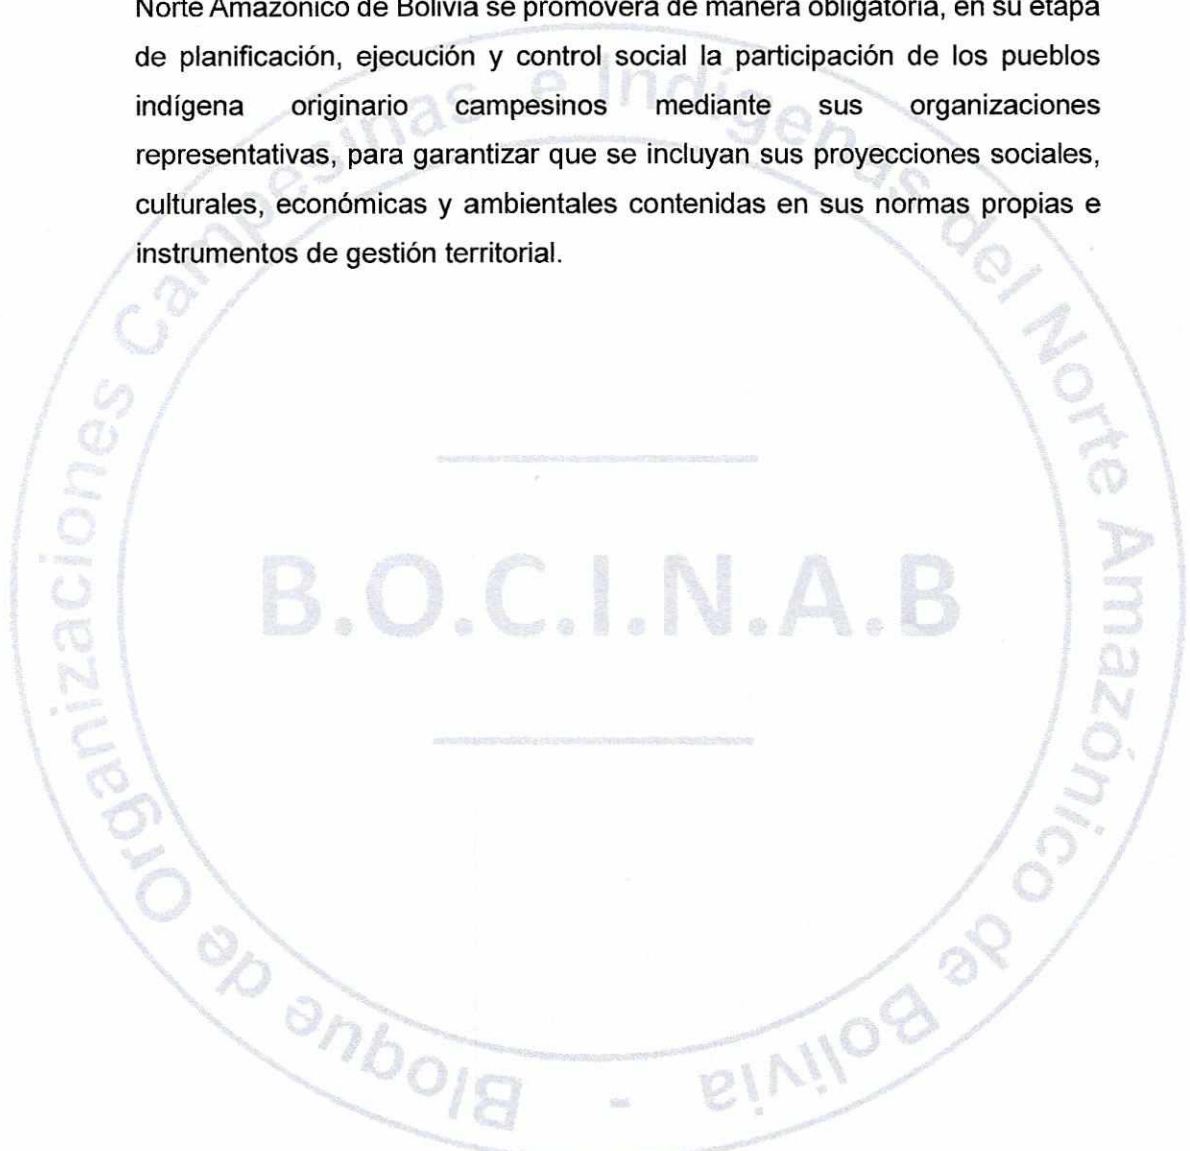 Norte Amazónico de Bolivia se promoverá de manera obligatoria, en su etapa
de planificación, ejecución y control social la participación de los pueblos
indígena originario campesinos mediante sus organizaciones
representativas, para garantizar que se incluyan sus proyecciones sociales,
culturales, económicas y ambientales contenidas en sus normas propias e
instrumentos de gestión territorial.
Bloque de Organizaciones Campesinas e Indígenas del Norte Amazónico de Bolivia -
B.O.C.I.N.A.B